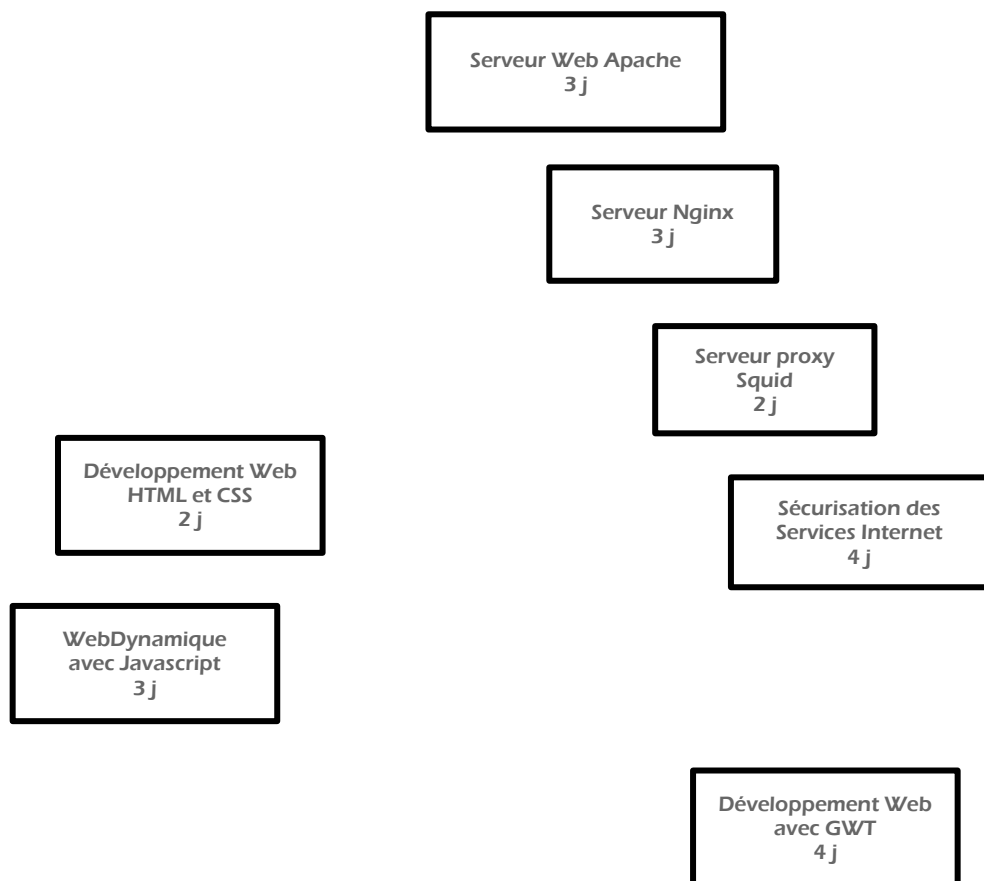 Serveur Web Apache
3 j
Serveur Nginx
3 j
Serveur proxy
Squid
2 j
Développement Web
HTML et CSS
2 j
Sécurisation des
Services Internet
4 j
WebDynamique
avec Javascript
3 j
Développement Web
avec GWT
4 j